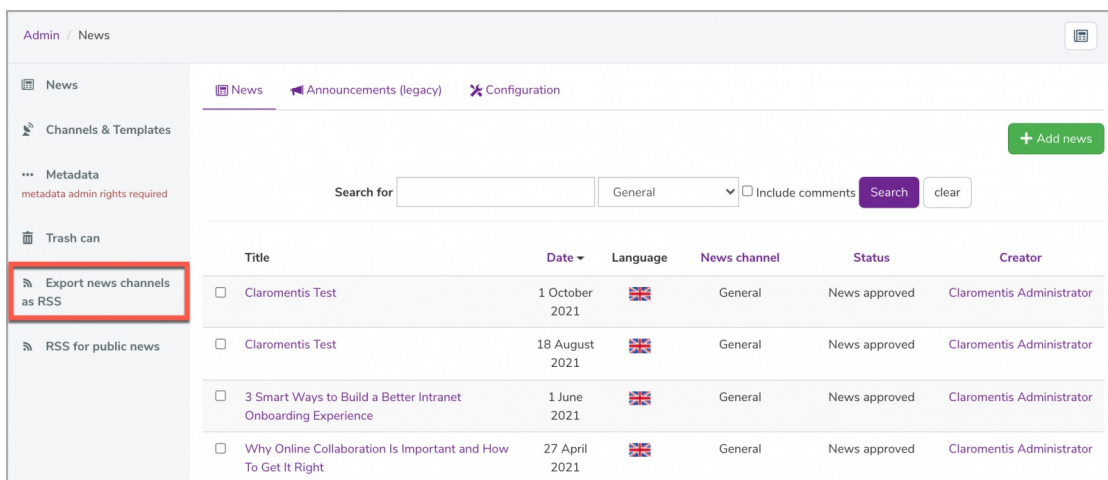 Admin / News
News
Channels & Templates
Metadata
metadata admin rights required
Trash can
Export news channels
as RSS
RSS for public news
News Announcements (legacy) Configuration
+ Add news
Search for General Include comments Search clear
Title Date Language News channel Status Creator
Claromentis Test 1 October General News approved Claromentis Administrator
2021
Claromentis Test 18 August General News approved Claromentis Administrator
2021
3 Smart Ways to Build a Better Intranet 1 June General News approved Claromentis Administrator
Onboarding Experience 2021
Why Online Collaboration Is Important and How 27 April General News approved Claromentis Administrator
To Get It Right 2021